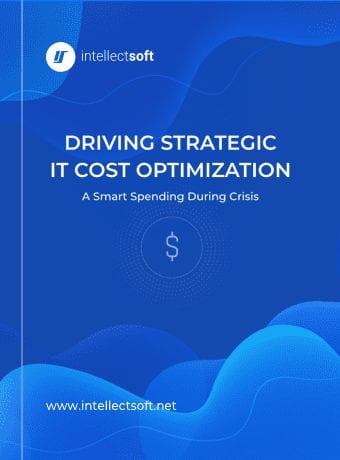 intellectsoft
DRIVING STRATEGIC
IT COST OPTIMIZATION
A Smart Spending During Crisis
$
www.intellectsoft.net